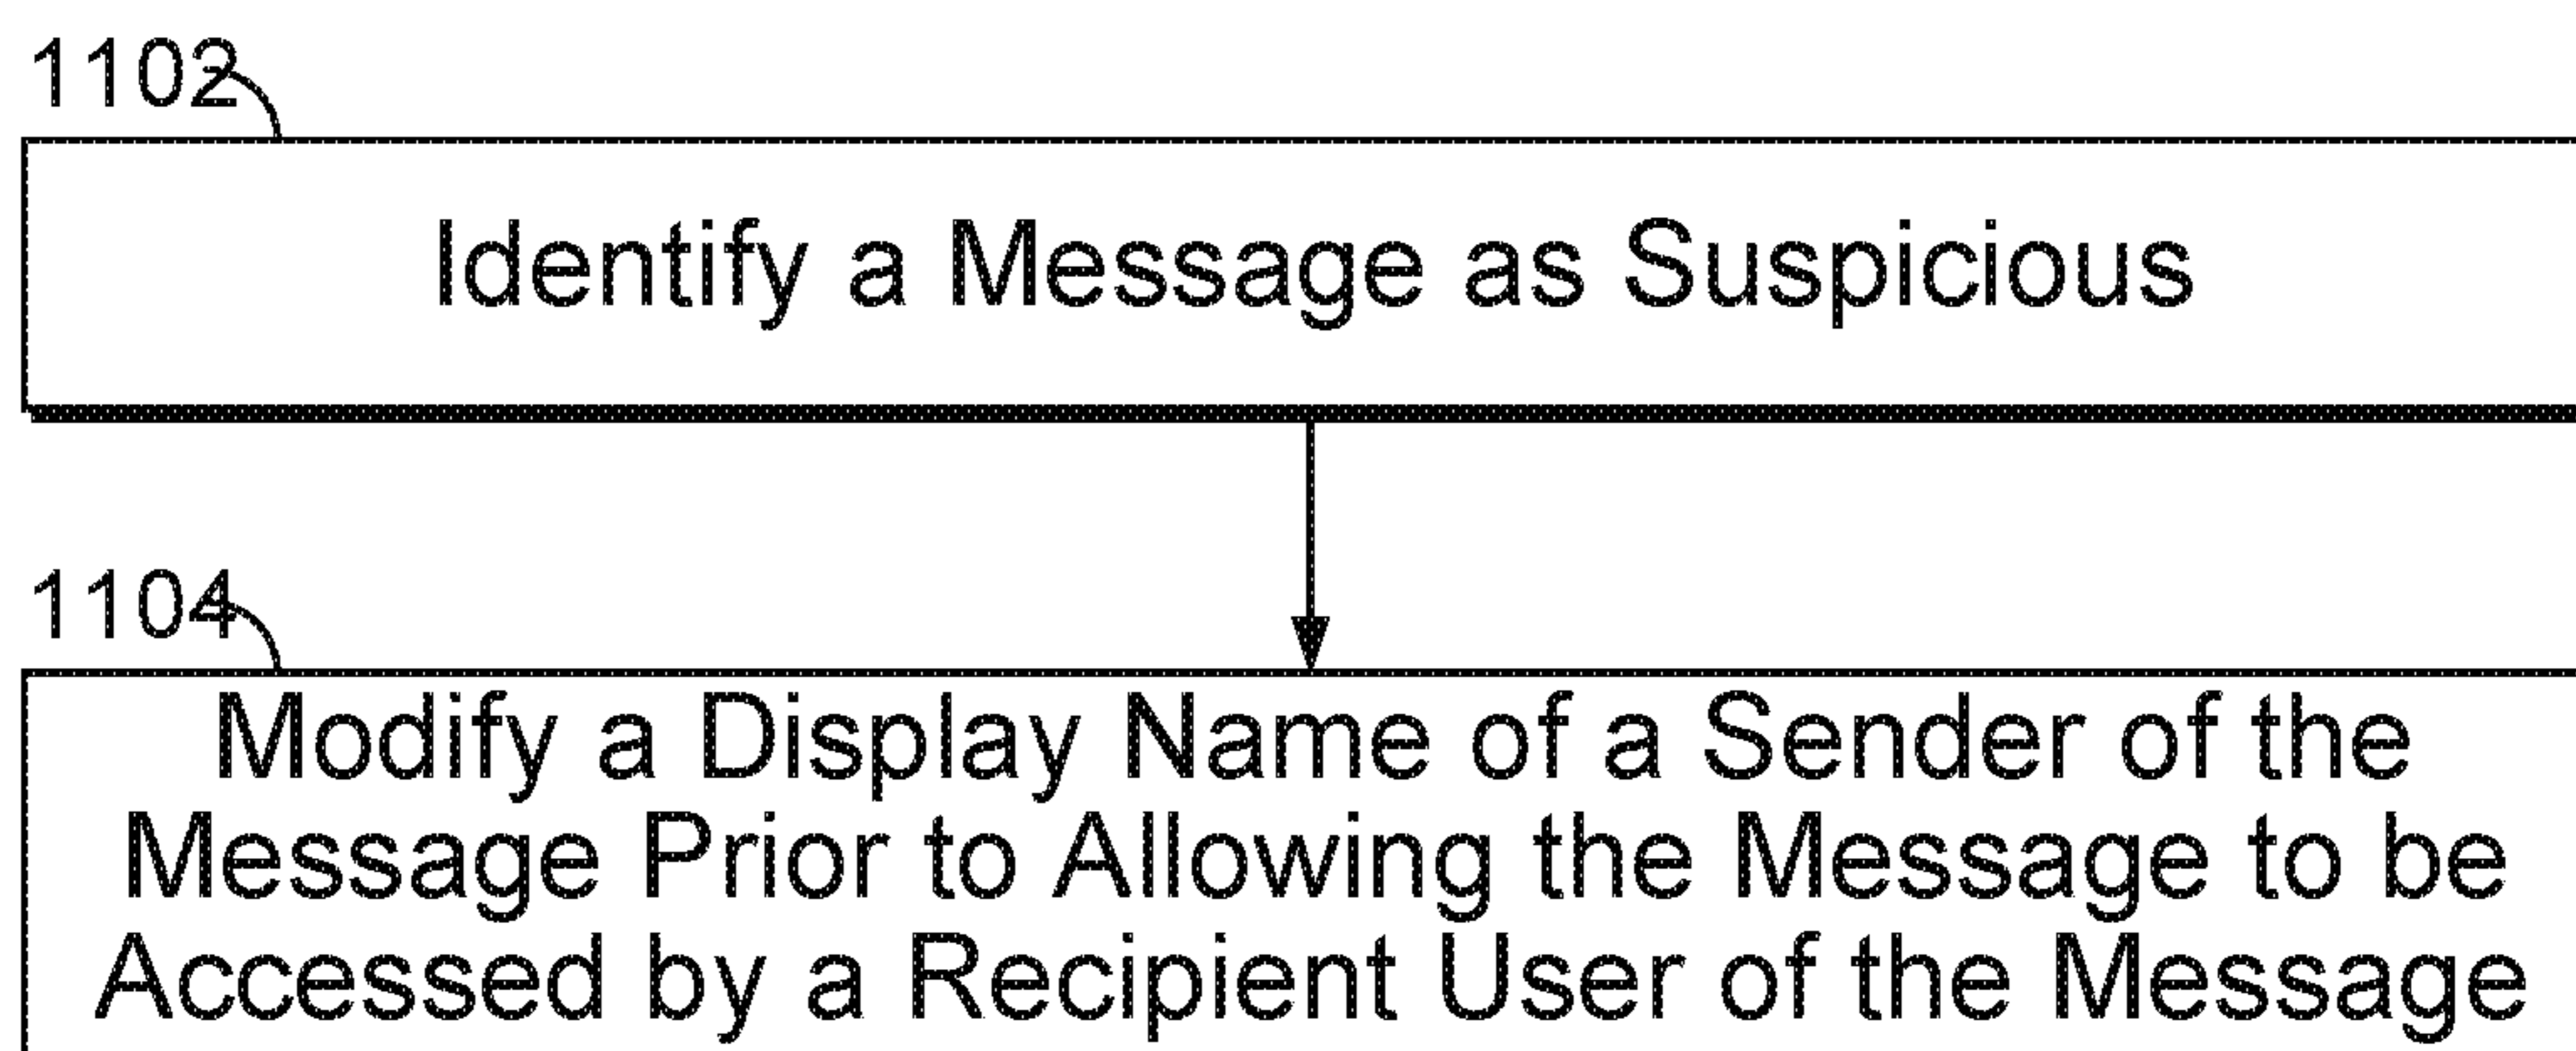 1102
Identify a Message as Suspicious
1104
Modify a Display Name of a Sender of the
Message Prior to Allowing the Message to be
Accessed by a Recipient User of the Message